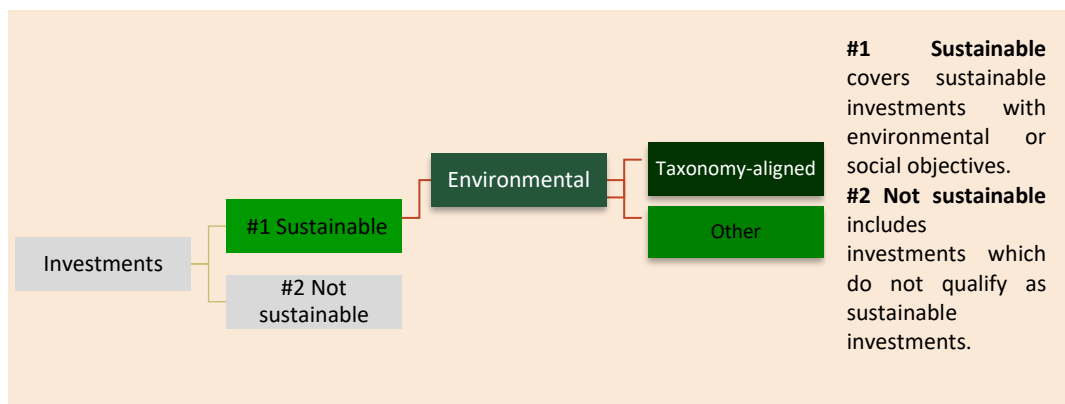 Investments
#1 Sustainable
#2 Not
sustainable
Environmental
Taxonomy-aligned
Other
#1 Sustainable
covers sustainable
investments with
environmental or
social objectives.
#2 Not sustainable
includes
investments which
do not qualify as
sustainable
investments.